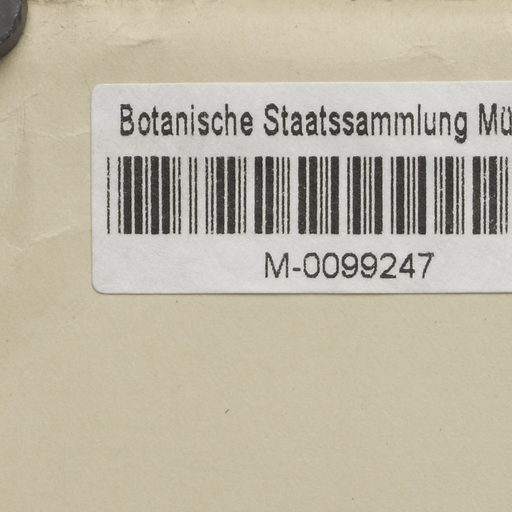 Botanische Staatssammlung Mü
M-0099247